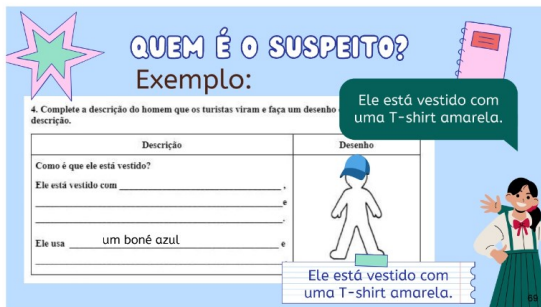 QUEM É O SUSPEITO?
Exemplo:
4. Complete a descrição do homem que os turistas viram e faça um desenho
descrição.
Ele está vestido com
uma T-shirt amarela.
Descrição
Desenho
Como é que ele está vestido?
Ele está vestido com ,
e
.
Ele usa um boné azul e
Ele está vestido com
uma T-shirt amarela.
69